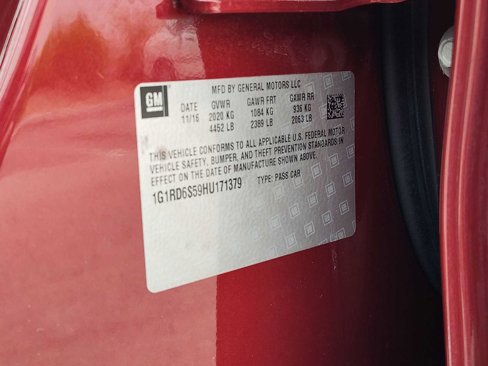 GM
MFD BY GENERAL MOTORS LLC
DATE GVWR GAWR FRT GAWR RR
11/16 2020 KG 1084 KG 936 KG
4452 LB 2389 LB 2063 LB
THIS VEHICLE CONFORMS TO ALL APPLICABLE U.S. FEDERAL MOTOR
VEHICLE SAFETY, BUMPER, AND THEFT PREVENTION STANDARDS IN
EFFECT ON THE DATE OF MANUFACTURE SHOWN ABOVE.
1G1RD6S59HU171379 TYPE: PASS CAR